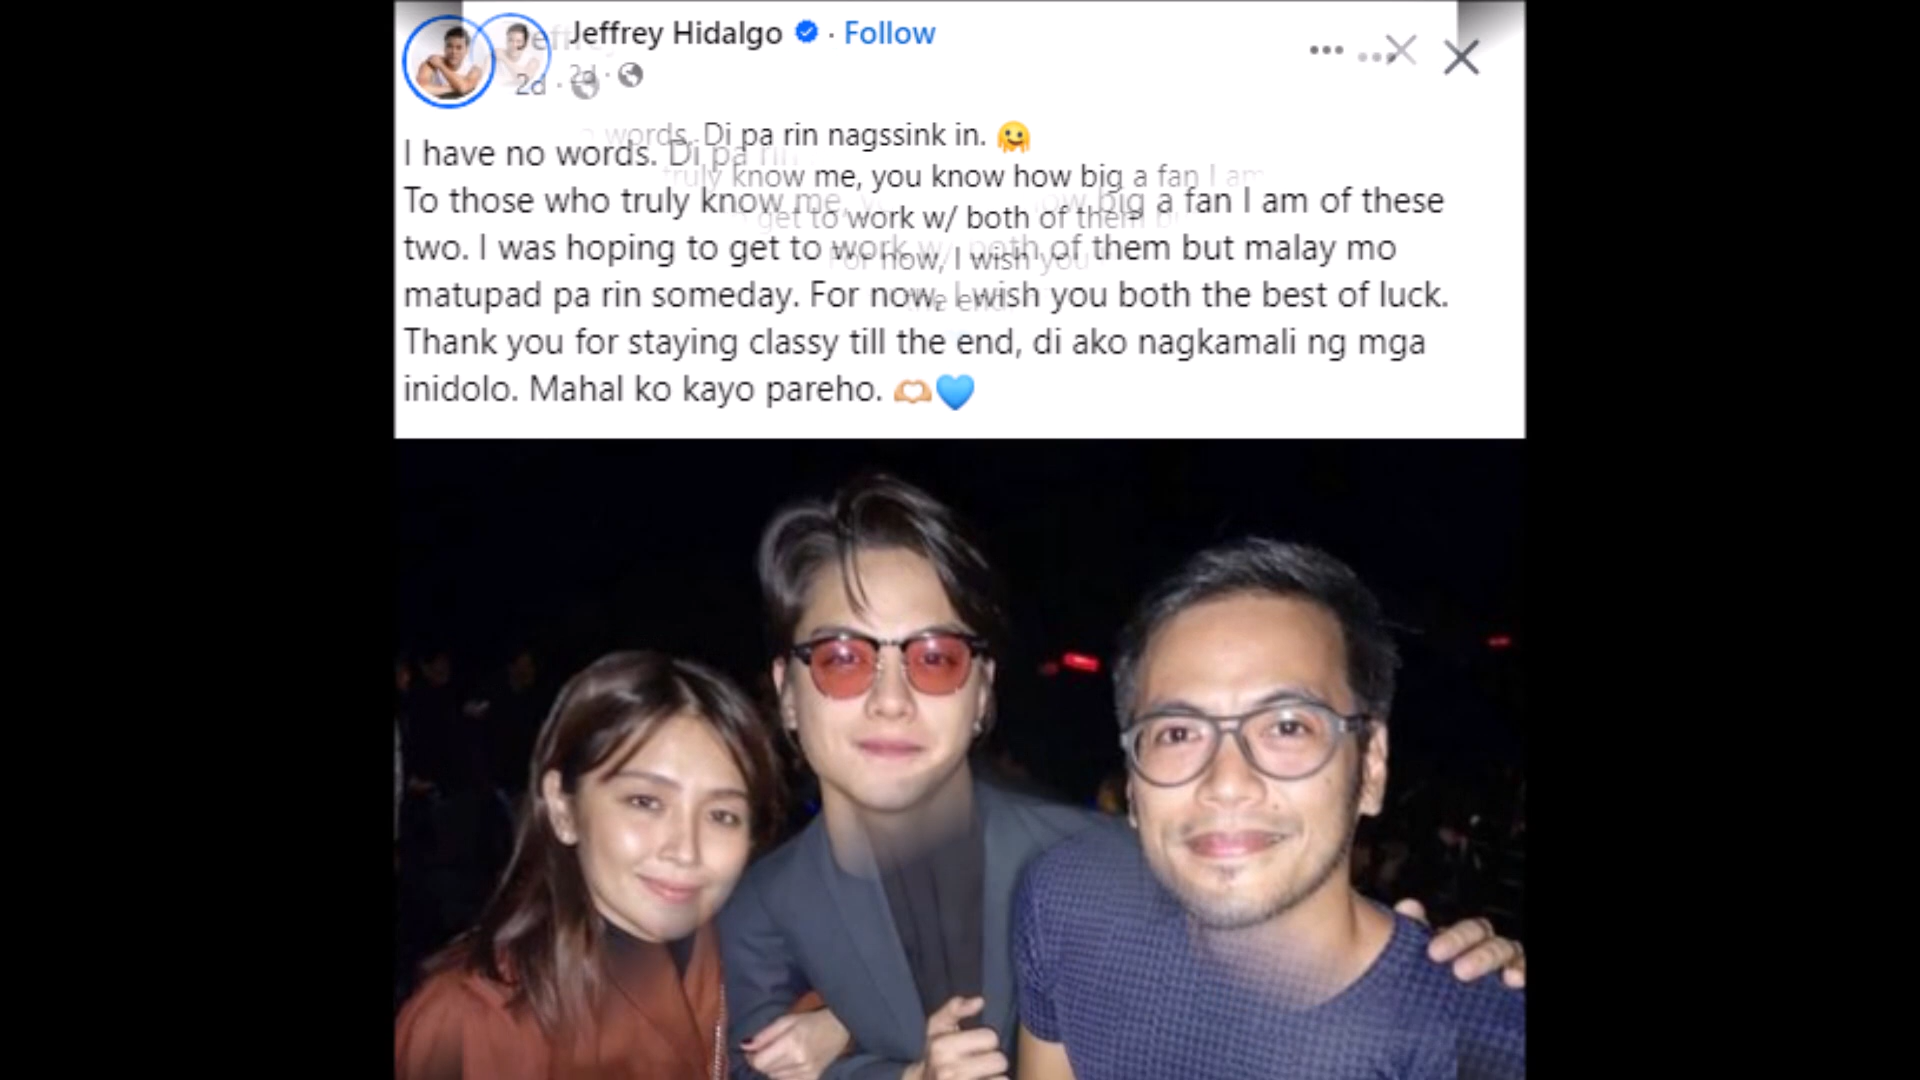 Jeffrey Hidalgo · Follow
2d ·
I have no words. Di pa rin nagssink in.
To those who truly know me, you know how big a fan I am of these
two. I was hoping to get to work w/ both of them but malay mo
matupad pa rin someday. For now, I wish you both the best of luck.
Thank you for staying classy till the end, di ako nagkamali ng mga
inidolo. Mahal ko kayo pareho. 🫶🏼💙